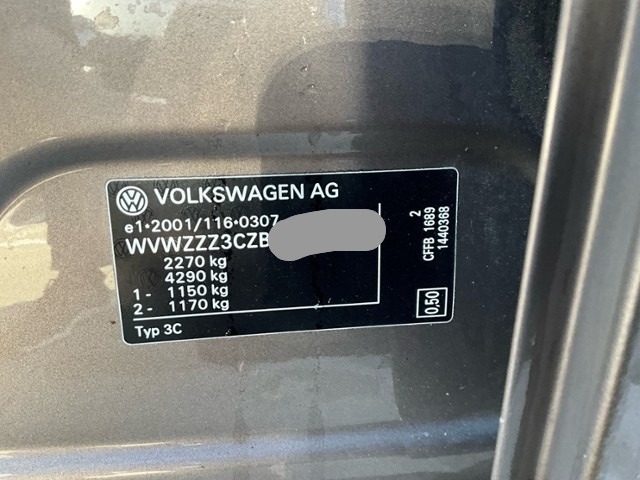 VOLKSWAGEN AG
e1*2001/116*0307
WVWZZZ3CZB
2270 kg
4290 kg
1 - 1150 kg
2 - 1170 kg
Typ 3C
2
CFFB 1689
1440368
0,50